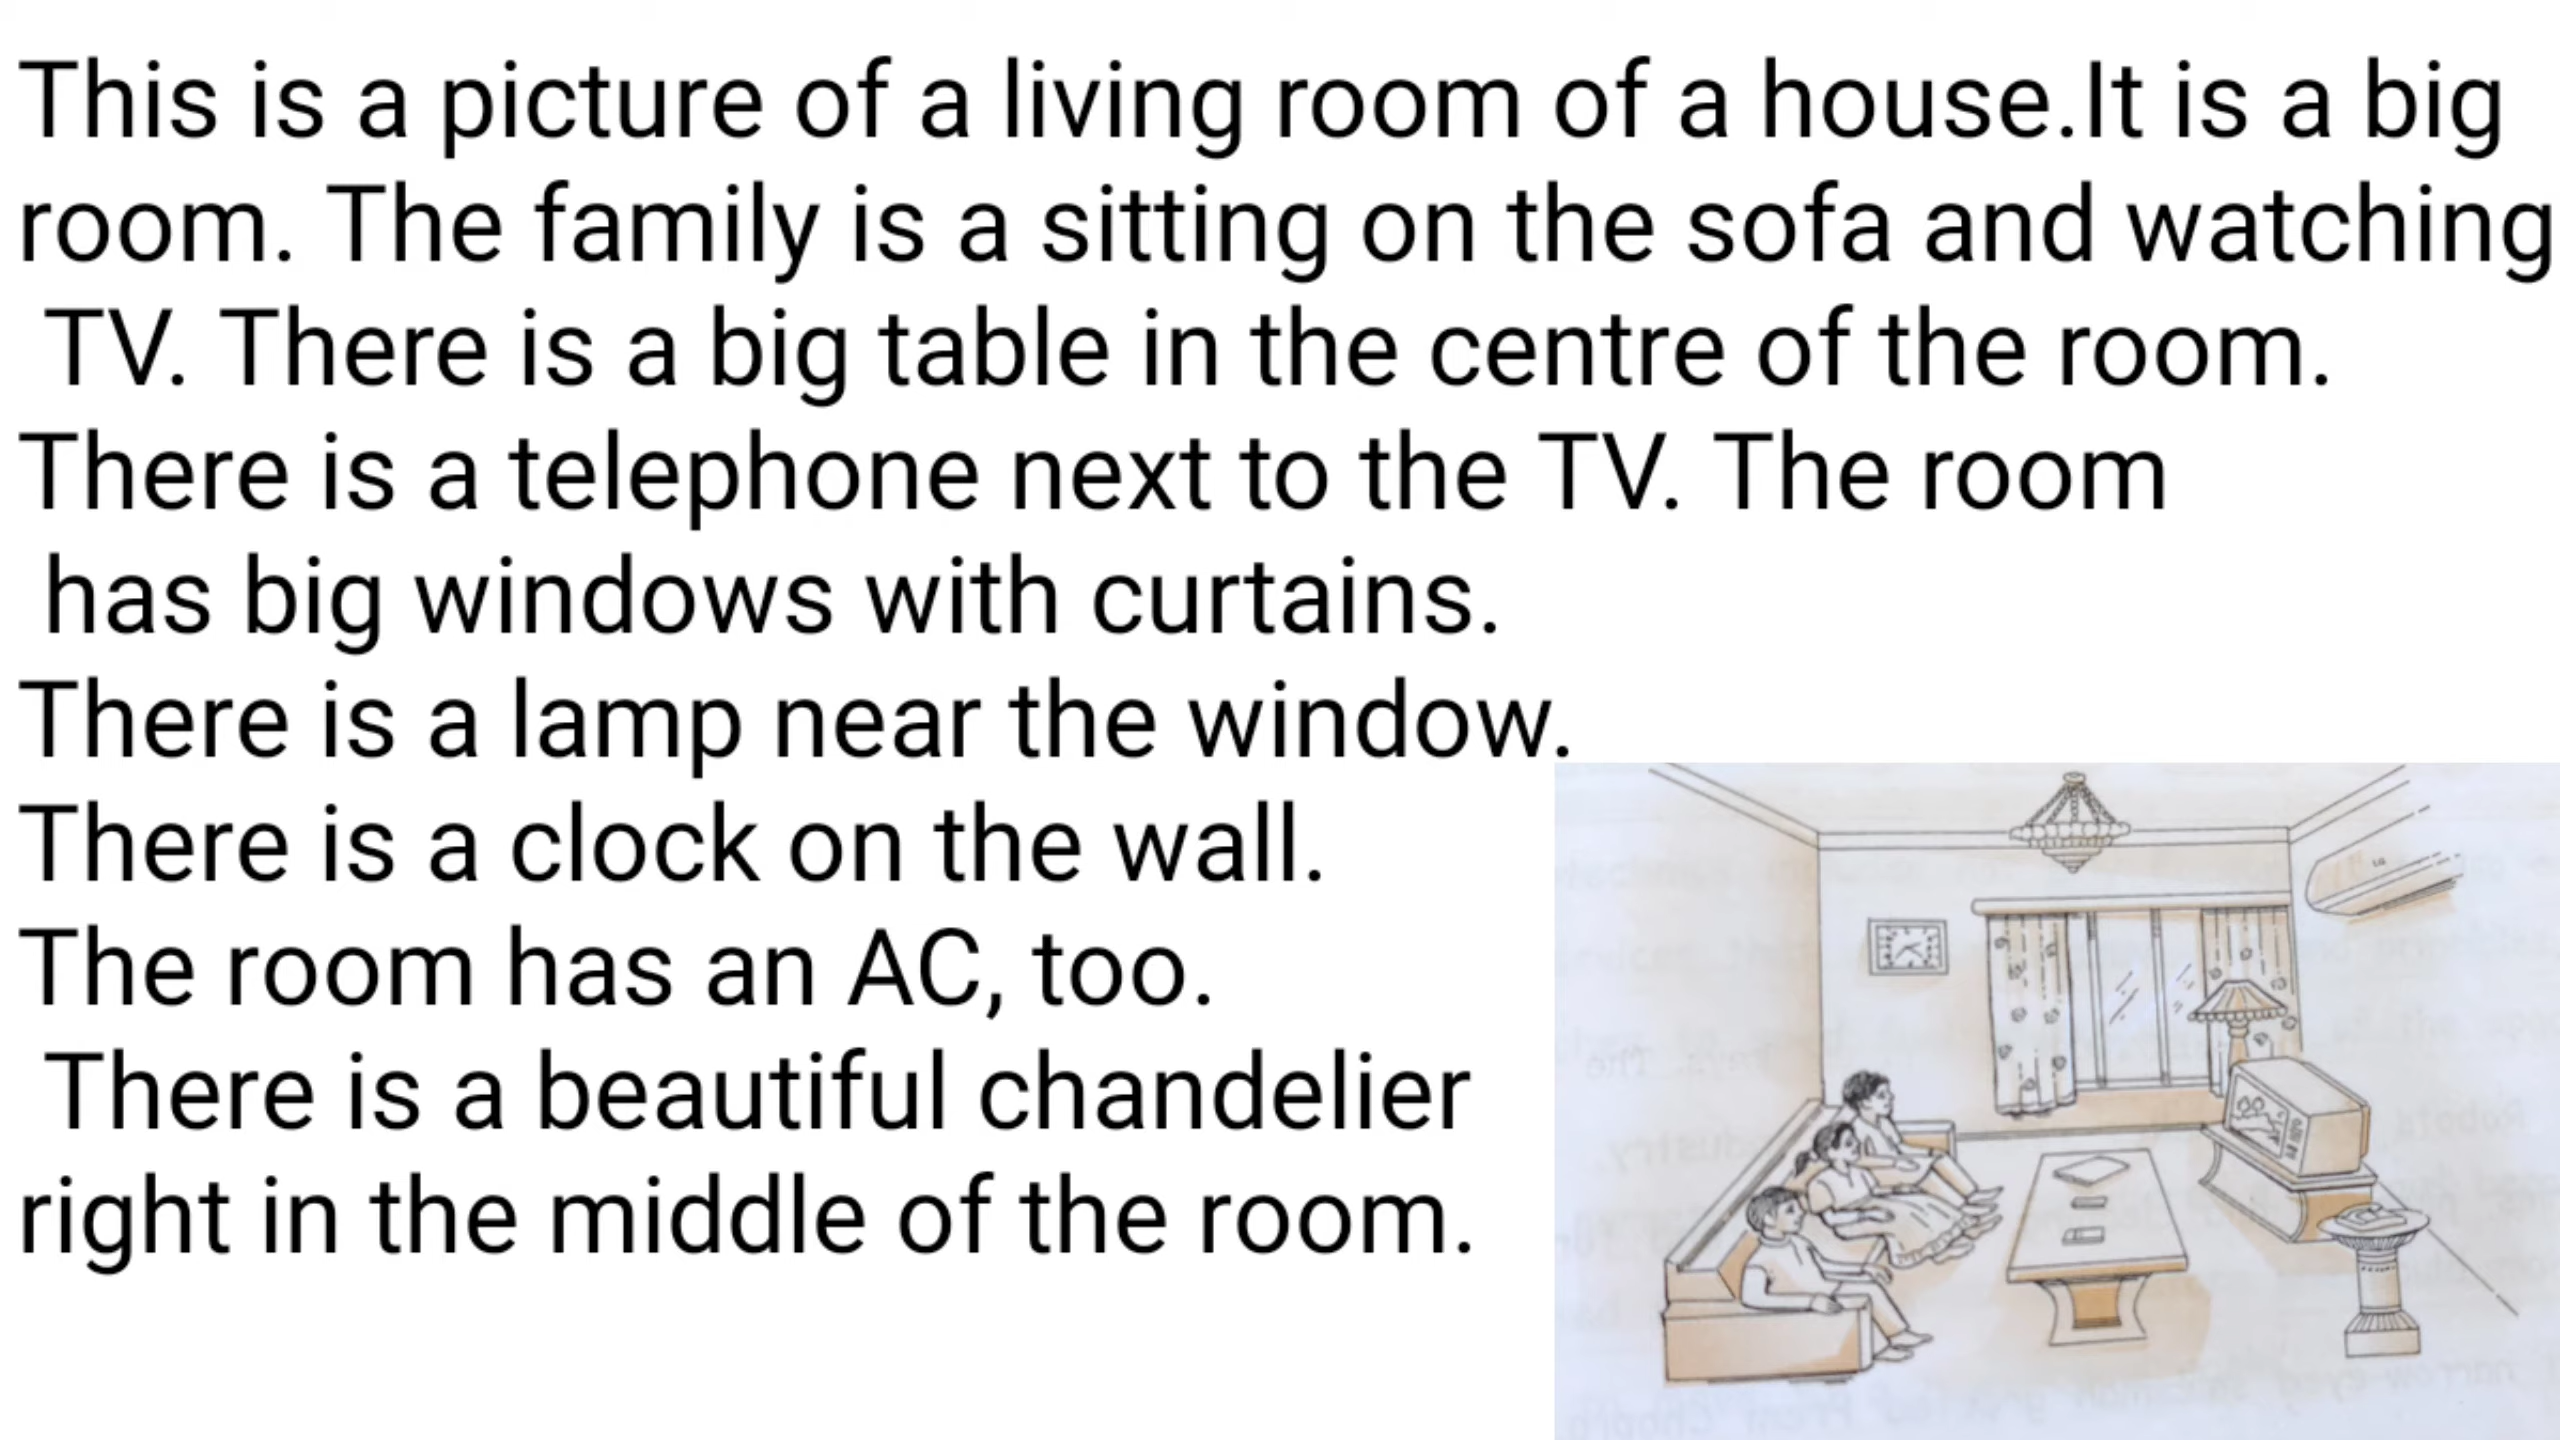 This is a picture of a living room of a house.It is a big
room. The family is a sitting on the sofa and watching
TV. There is a big table in the centre of the room.
There is a telephone next to the TV. The room
has big windows with curtains.
There is a lamp near the window.
There is a clock on the wall.
The room has an AC, too.
There is a beautiful chandelier
right in the middle of the room.